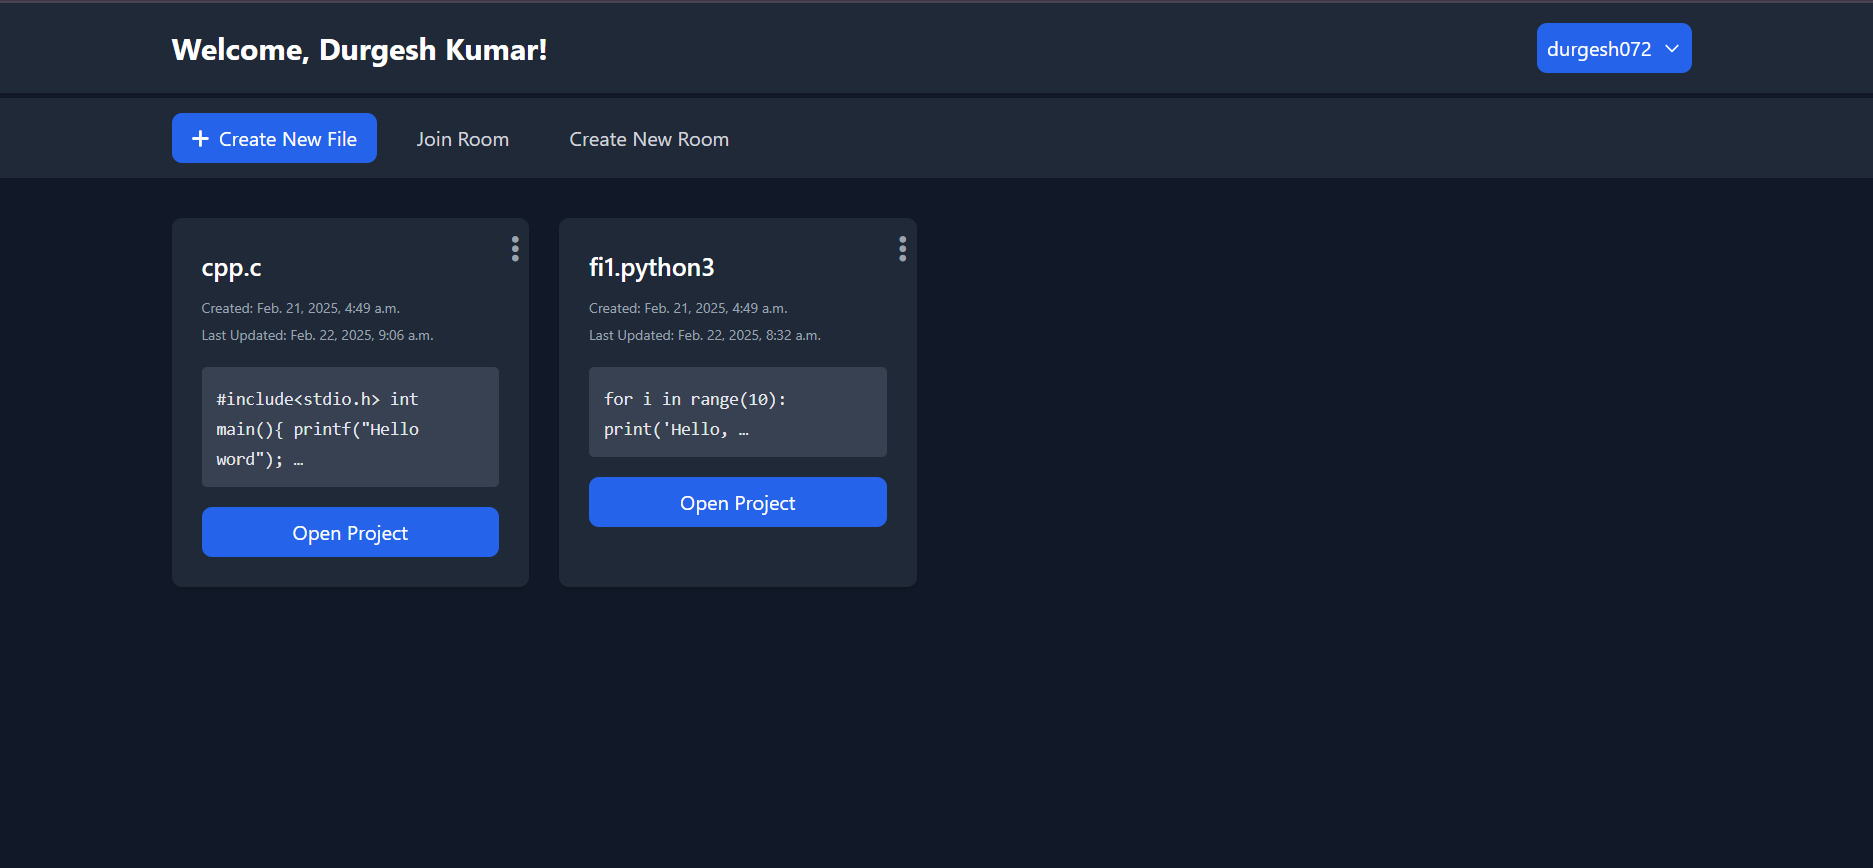 Welcome, Durgesh Kumar!
durgesh072
Create New File
Join Room
Create New Room
cpp.c
Created: Feb. 21, 2025, 4:49 a.m.
Last Updated: Feb. 22, 2025, 9:06 a.m.
#include<stdio.h> int
main(){ printf("Hello
word"); …
Open Project
fi1.python3
Created: Feb. 21, 2025, 4:49 a.m.
Last Updated: Feb. 22, 2025, 8:32 a.m.
for i in range(10):
print('Hello, …
Open Project